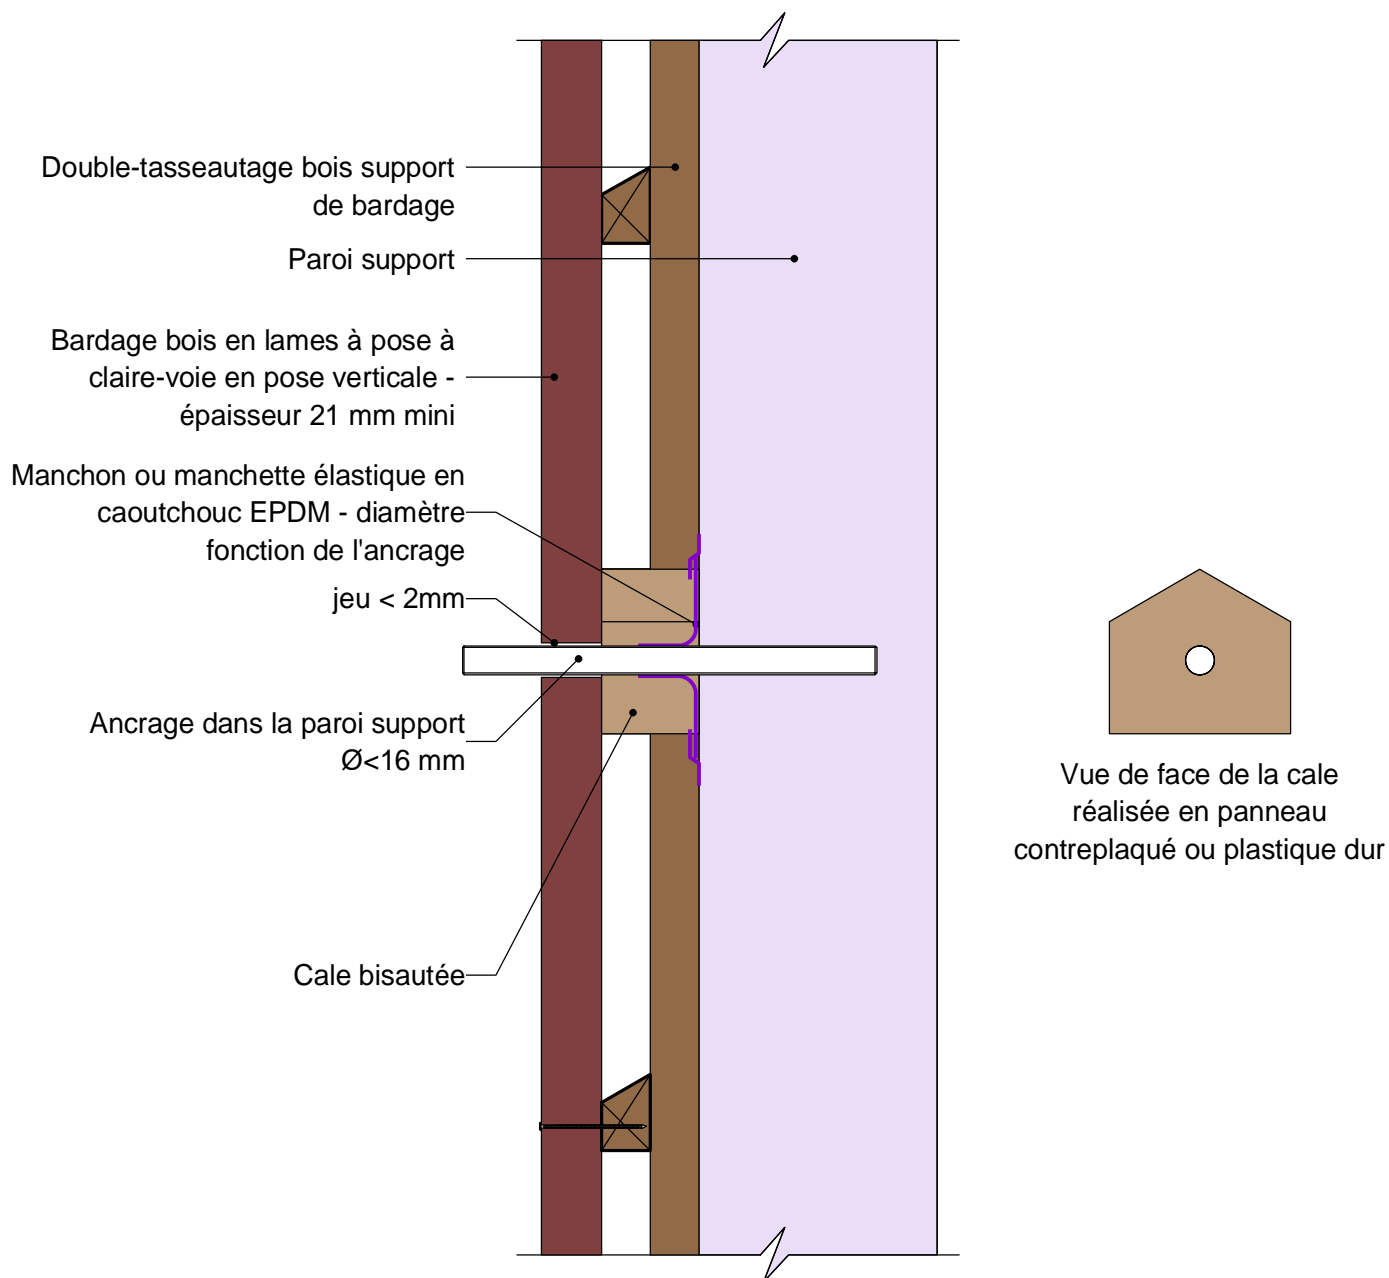 Double-tasseautage bois support
de bardage
Paroi support
Bardage bois en lames à pose à
claire-voie en pose verticale -
épaisseur 21 mm mini
Manchon ou manchette élastique en
caoutchouc EPDM - diamètre
fonction de l'ancrage
jeu < 2mm
Ancrage dans la paroi support
Ø<16 mm
Cale bisautée
Vue de face de la cale
réalisée en panneau
contreplaqué ou plastique dur